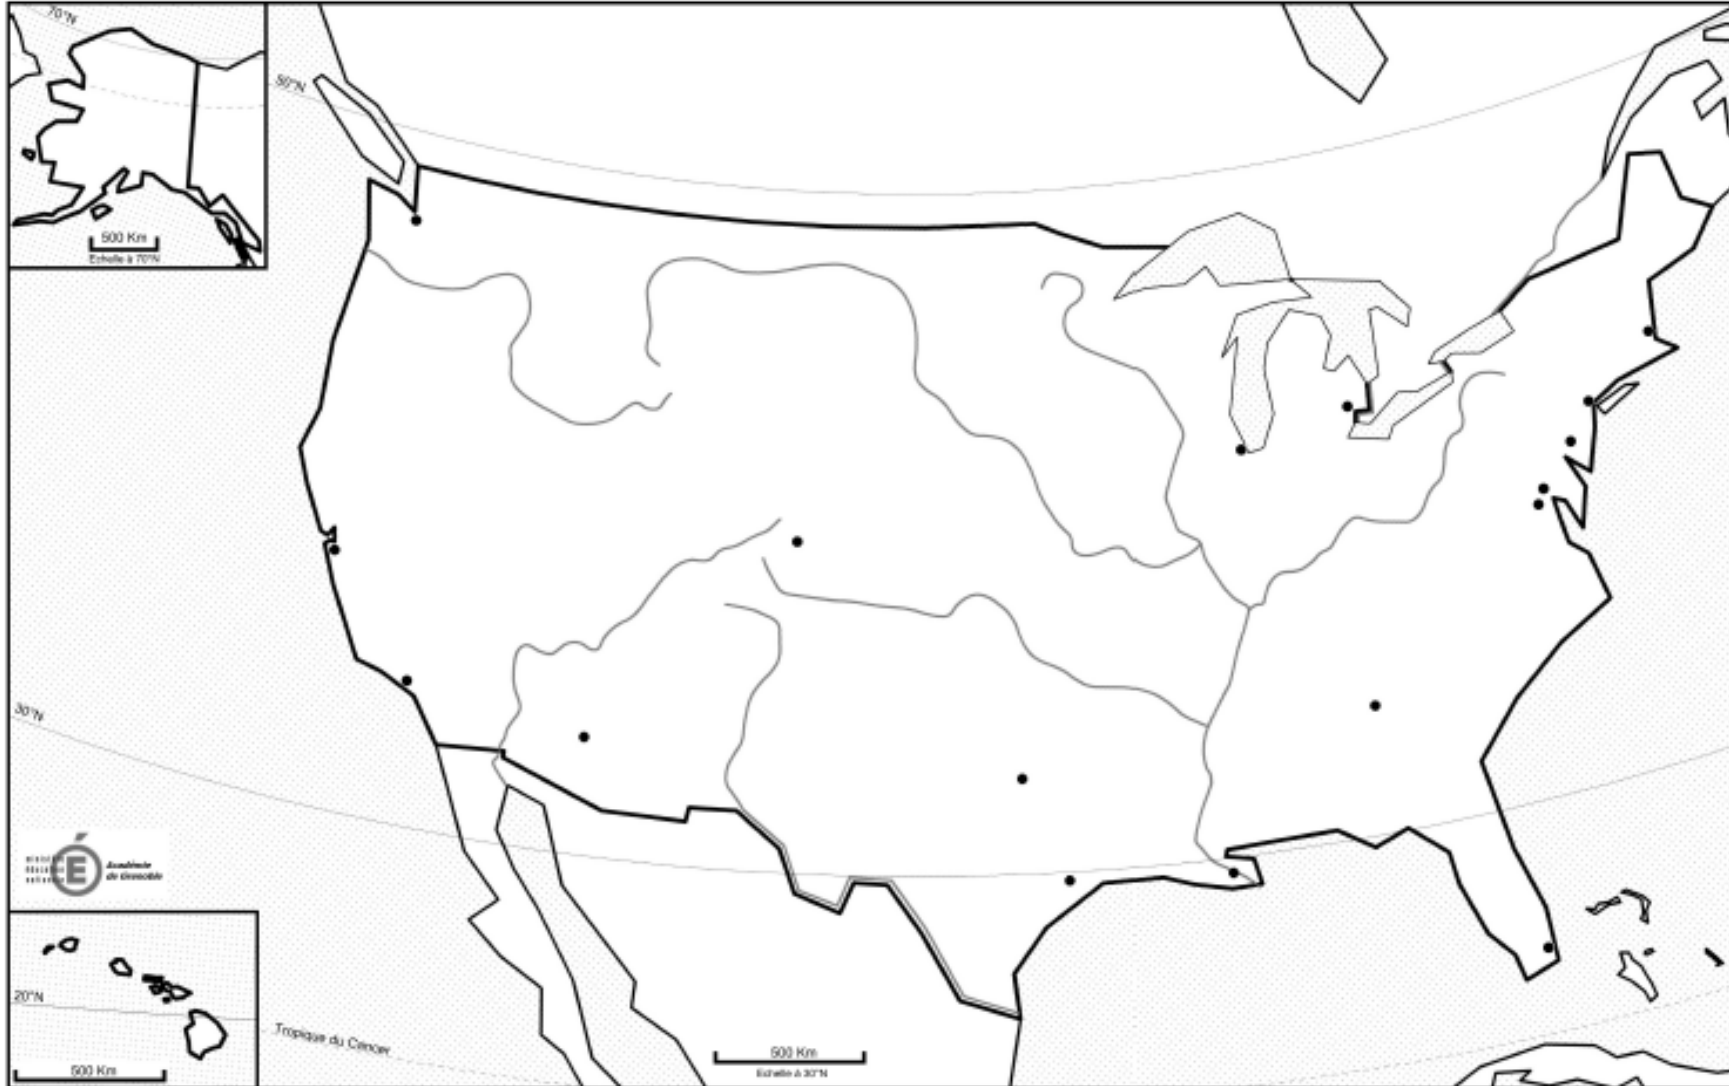 70°N
50°N
500 Km
Echelle à 70°N
30°N
Académie
de Grenoble
20°N
500 Km
Tropique du Cancer
500 Km
Echelle à 30°N